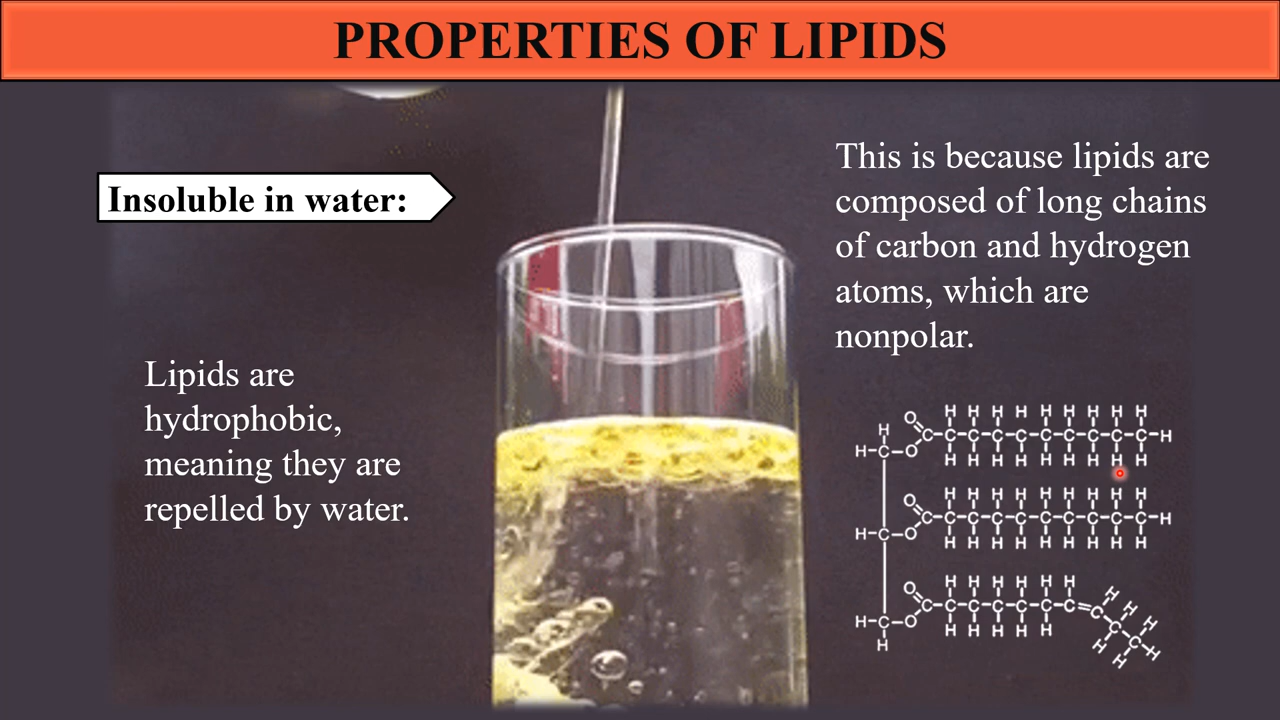 PROPERTIES OF LIPIDS
Insoluble in water:
Lipids are
hydrophobic,
meaning they are
repelled by water.
This is because lipids are
composed of long chains
of carbon and hydrogen
atoms, which are
nonpolar.